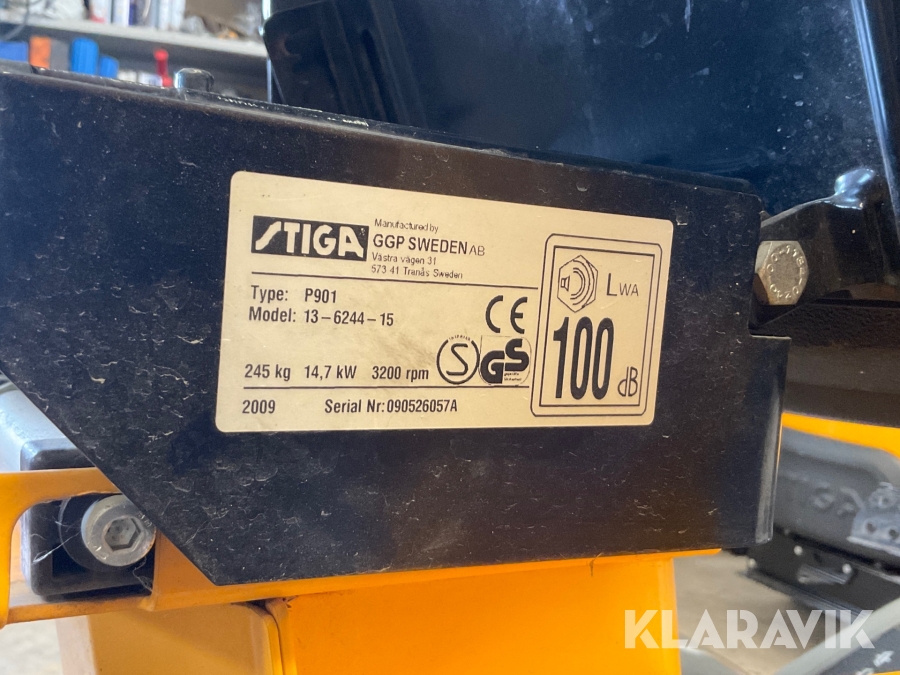 STIGA
Manufactured by
GGP SWEDEN AB
Västra vägen 31
573 41 Tranås Sweden
Type: P901
Model: 13-6244-15
CE
LWA
100
dB
245 kg 14,7 kW 3200 rpm
S
GS
2009 Serial Nr: 090526057A
KLARAVIK